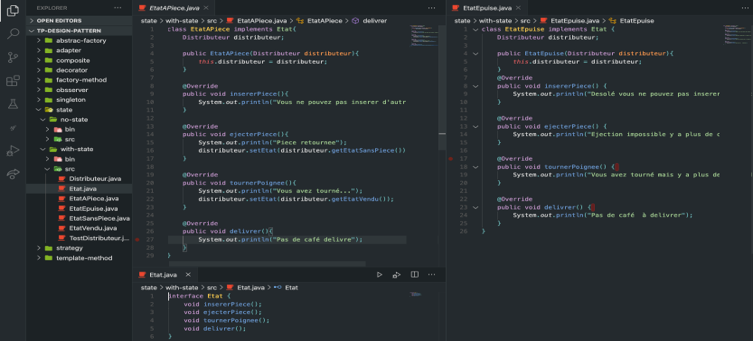 EXPLORER
OPEN EDITORS
TP-DESIGN-PATTERN
abstrac-factory
adapter
composite
decorator
factory-method
obsserver
singleton
state
no-state
bin
src
with-state
bin
src
Distributeur.java
Etat.java
EtatAPiece.java
EtatEpuise.java
EtatSansPiece.java
EtatVendu.java
TestDistributeur.j...
strategy
template-method
EtatAPiece.java
state > with-state > src > EtatAPiece.java > EtatAPiece > delivrer
1 class EtatAPiece implements Etat{
2 Distributeur distributeur;
3
4 public EtatAPiece(Distributeur distributeur){
5 this.distributeur = distributeur;
6 }
7
8 @Override
9 public void insererPiece(){
10 System.out.println("Vous ne pouvez pas inserer d'autr
11 }
12
13 @Override
14 public void ejecterPiece(){
15 System.out.println("Piece retournee");
16 distributeur.setEtat(distributeur.getEtatSansPiece())
17 }
18
19 @Override
20 public void tournerPoignee(){
21 System.out.println("Vous avez tourné...");
22 distributeur.setEtat(distributeur.getEtatVendu());
23 }
24
25 @Override
26 public void delivrer(){
27 System.out.println("Pas de café delivre");
28 }
29 }
Etat.java
state > with-state > src > Etat.java > Etat
1 interface Etat {
2 void insererPiece();
3 void ejecterPiece();
4 void tournerPoignee();
5 void delivrer();
6 }
EtatEpuise.java
state > with-state > src > EtatEpuise.java > EtatEpuise
1 class EtatEpuise implements Etat {
2 Distributeur distributeur;
3
4 public EtatEpuise(Distributeur distributeur){
5 this.distributeur = distributeur;
6 }
7 @Override
8 public void insererPiece() {
9 System.out.println("Désolé vous ne pouvez pas inserer
10 }
11
12 @Override
13 public void ejecterPiece() {
14 System.out.println("Ejection impossible y a plus de c
15 }
16
17 @Override
18 public void tournerPoignee() {
19 System.out.println("Vous avez tourné mais y a plus de
20 }
21
22 @Override
23 public void delivrer() {
24 System.out.println("Pas de café à delivrer");
25 }
26 }